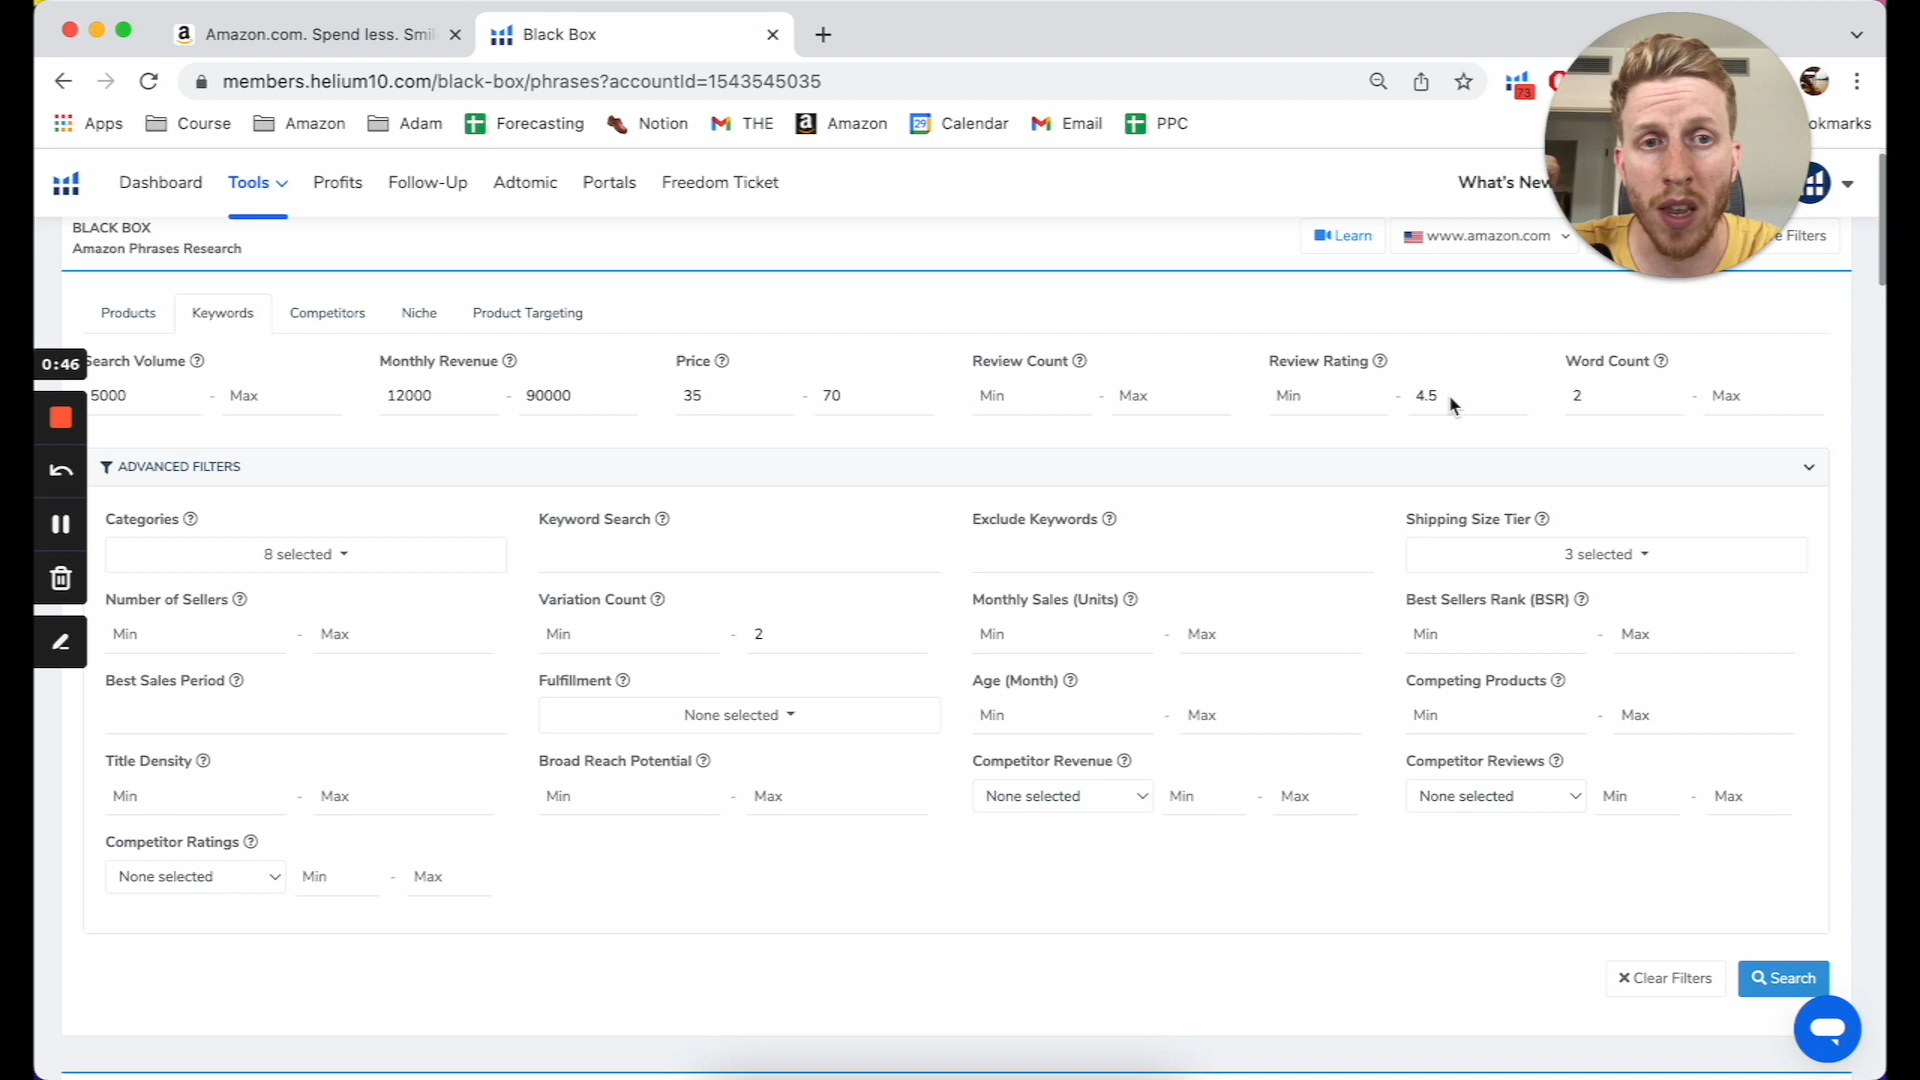 Amazon.com. Spend less. Smil
Black Box
members.helium10.com/black-box/phrases?accountId=1543545035
73
Apps
Course
Amazon
Adam
Forecasting
Notion
THE
Amazon
29
Calendar
Email
PPC
okmarks
Dashboard
Tools
Profits
Follow-Up
Adtomic
Portals
Freedom Ticket
What's New
BLACK BOX
Amazon Phrases Research
Learn
www.amazon.com
e Filters
Products
Keywords
Competitors
Niche
Product Targeting
0:46
Search Volume
Monthly Revenue
Price
Review Count
Review Rating
Word Count
5000 - Max
12000 - 90000
35 - 70
Min - Max
Min - 4.5
2 - Max
ADVANCED FILTERS
Categories
Keyword Search
Exclude Keywords
Shipping Size Tier
8 selected
3 selected
Number of Sellers
Variation Count
Monthly Sales (Units)
Best Sellers Rank (BSR)
Min - Max
Min - 2
Min - Max
Min - Max
Best Sales Period
Fulfillment
Age (Month)
Competing Products
None selected
Min - Max
Min - Max
Title Density
Broad Reach Potential
Competitor Revenue
Competitor Reviews
Min - Max
Min - Max
None selected
Min - Max
None selected
Min - Max
Competitor Ratings
None selected
Min - Max
Clear Filters
Search